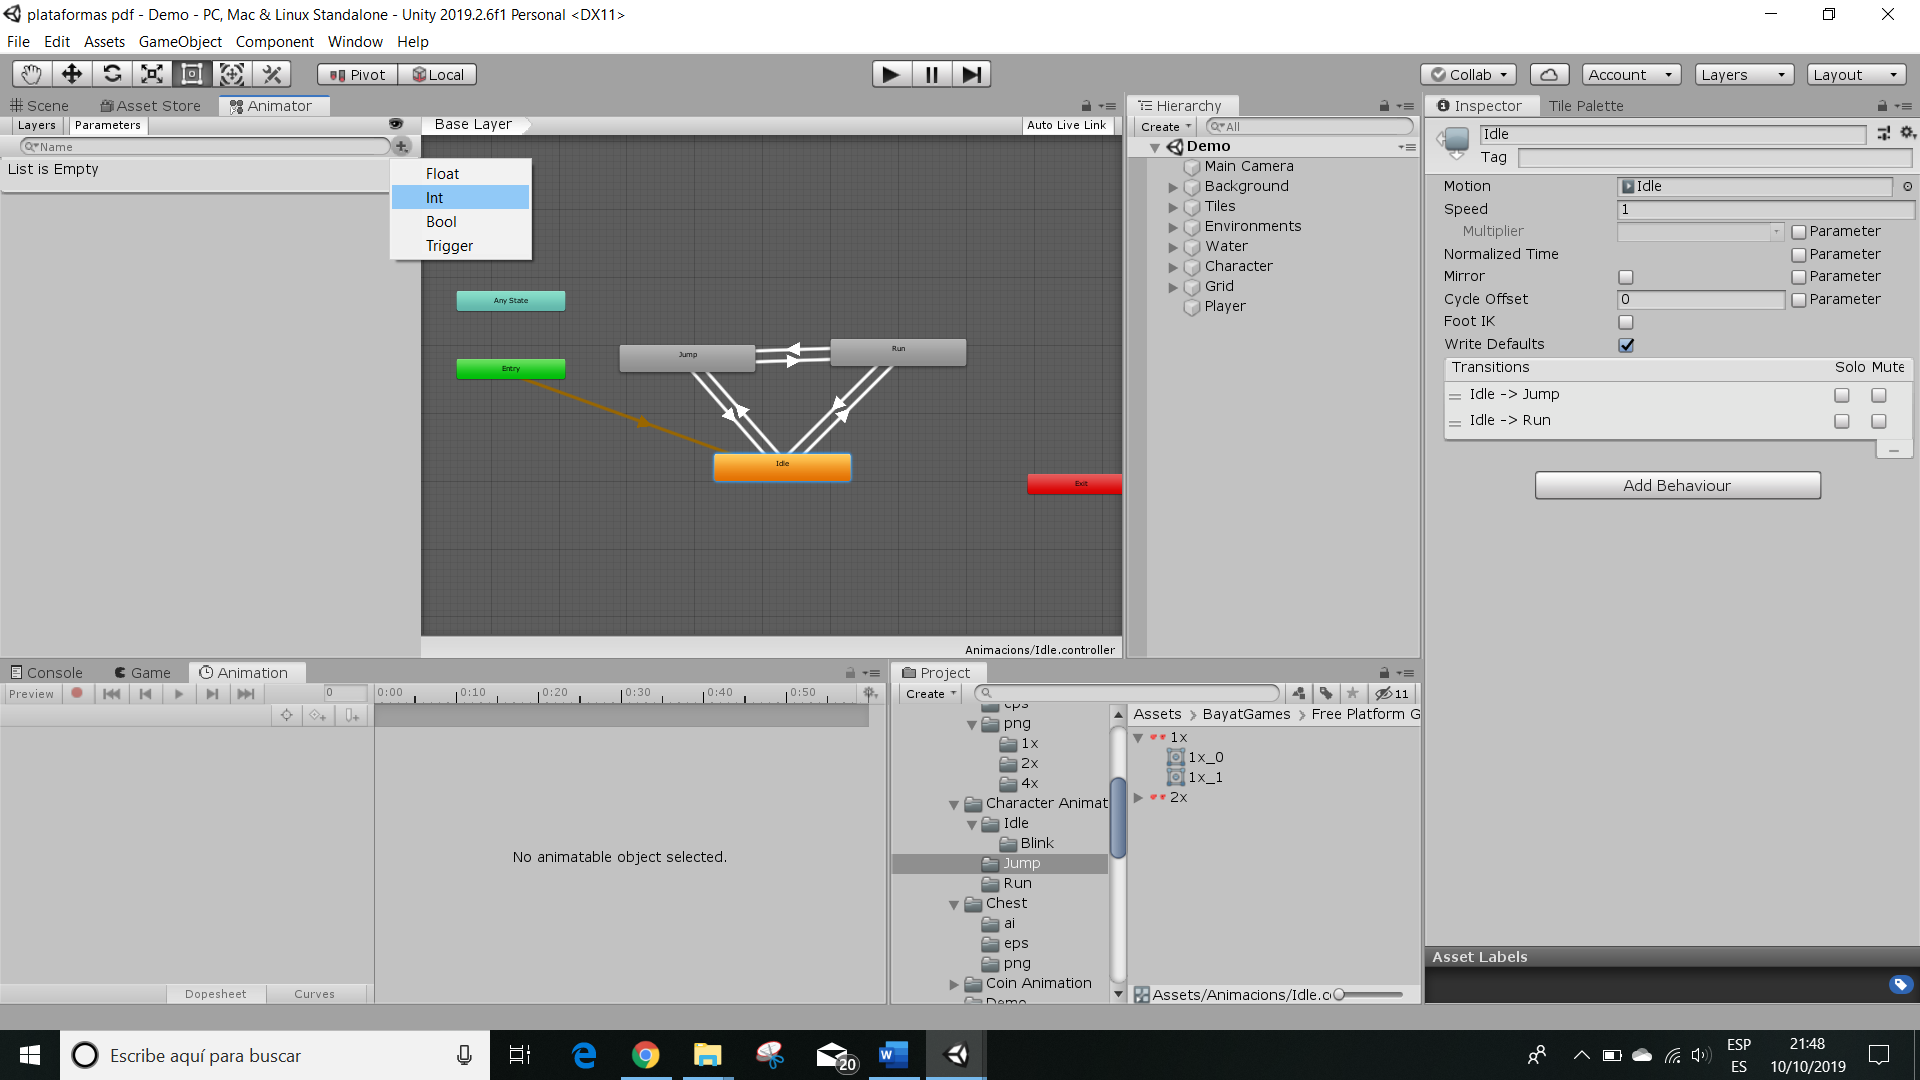 plataformas pdf - Demo - PC, Mac & Linux Standalone - Unity 2019.2.6f1 Personal <DX11>
File Edit Assets GameObject Component Window Help
Pivot Local Collab Account Layers Layout
Scene Asset Store Animator
Layers Parameters
Name
List is Empty
Float
Int
Bool
Trigger
Base Layer
Auto Live Link
Any State
Entry
Jump
Run
Idle
Exit
Animacions/Idle.controller
Hierarchy
Create All
Demo
Main Camera
Background
Tiles
Environments
Water
Character
Grid
Player
Inspector Tile Palette
Idle
Tag
Motion Idle
Speed 1
Multiplier Parameter
Normalized Time Parameter
Mirror Parameter
Cycle Offset 0 Parameter
Foot IK
Write Defaults
Transitions Solo Mute
Idle -> Jump
Idle -> Run
Add Behaviour
Asset Labels
Console Game Animation
Preview 0 0:00 0:10 0:20 0:30 0:40 0:50
No animatable object selected.
Dopesheet Curves
Project
Create 11
eps
png
1x
2x
4x
Character Animat
Idle
Blink
Jump
Run
Chest
ai
eps
png
Coin Animation
Demo
Assets > BayatGames > Free Platform G
1x
1x_0
1x_1
2x
Assets/Animacions/Idle.c
Escribe aquí para buscar
20
ESP
ES
21:48
10/10/2019